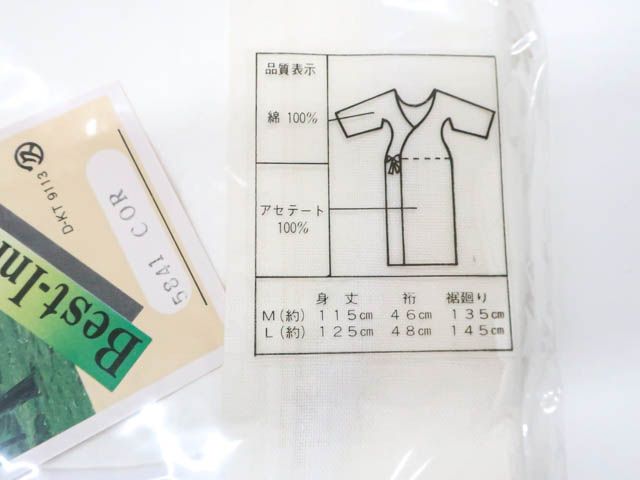 品質表示
綿 100%
アセテート
100%
身丈 裄 裾廻り
M(約) 115cm 46cm 135cm
L(約) 125cm 48cm 145cm
D-KT 9113
5841 COR
Best-In